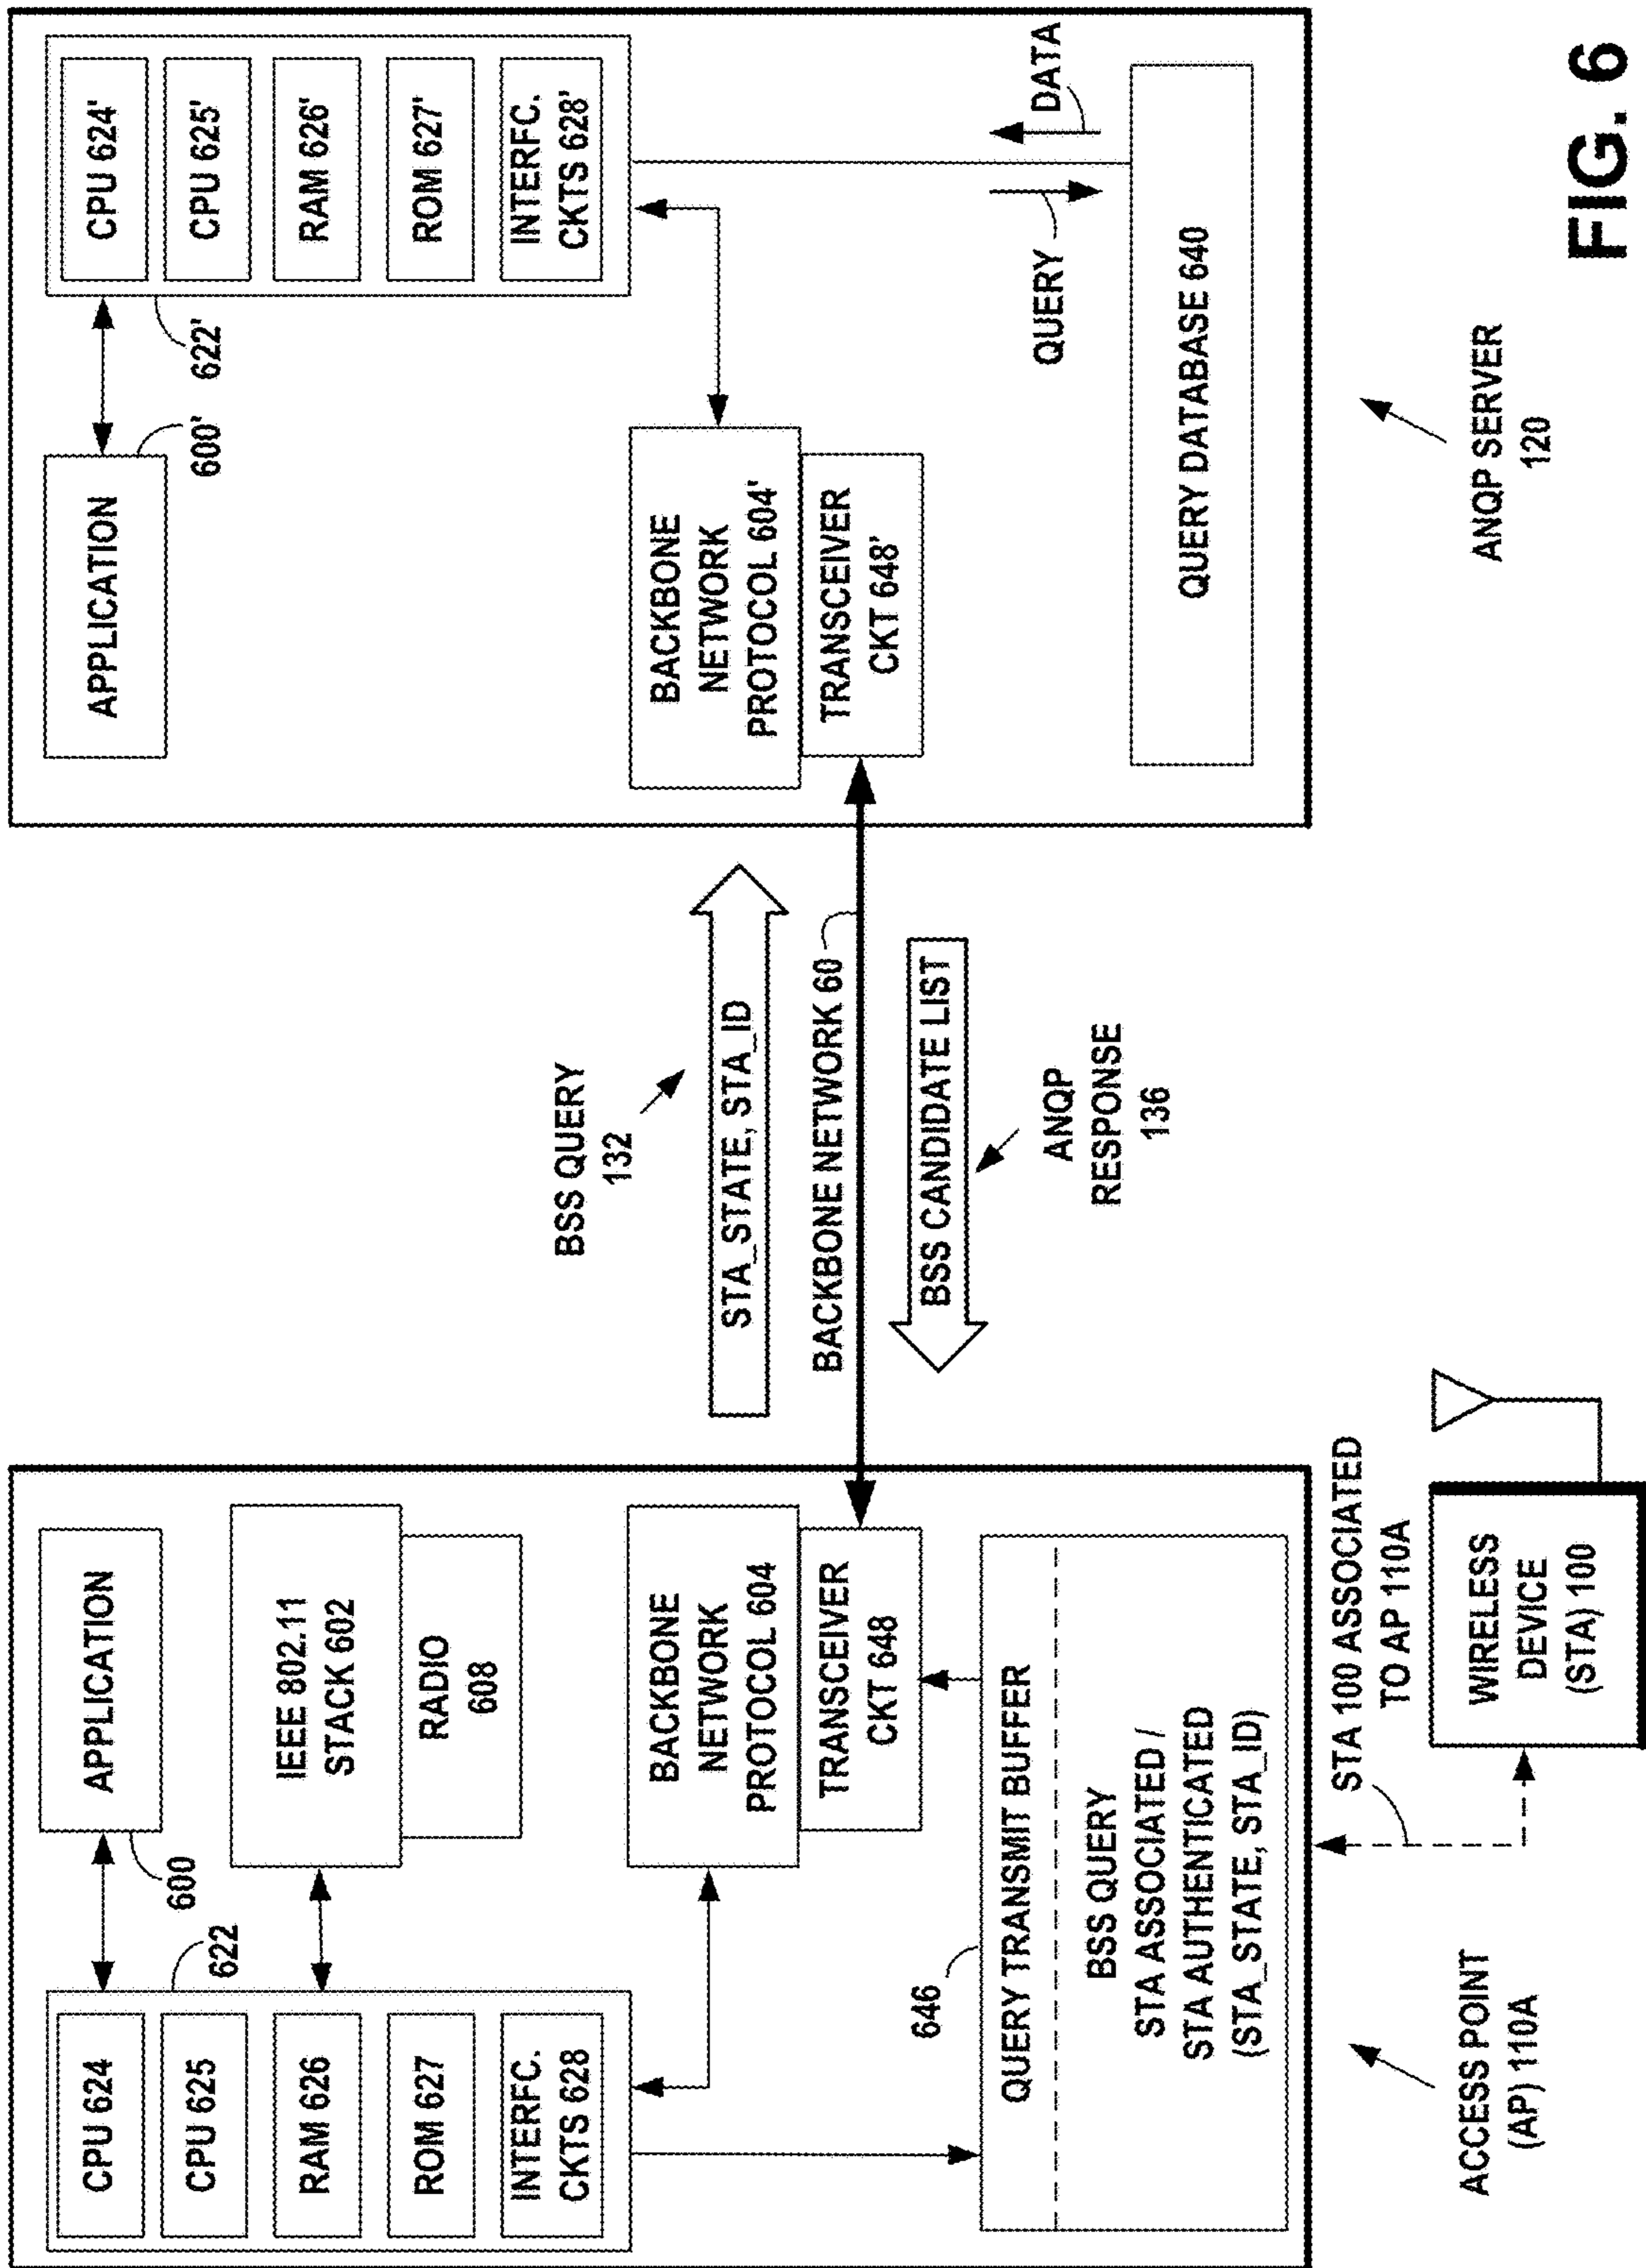 CPU 624
CPU 625
RAM 626
ROM 627
INTERFC.
CKTS 628
622
APPLICATION
600
IEEE 802.11
STACK 602
RADIO
608
BACKBONE
NETWORK
PROTOCOL 604
TRANSCEIVER
CKT 648
646
QUERY TRANSMIT BUFFER
BSS QUERY
STA ASSOCIATED /
STA AUTHENTICATED
(STA_STATE, STA_ID)
ACCESS POINT
(AP) 110A
STA 100 ASSOCIATED
TO AP 110A
WIRELESS
DEVICE
(STA) 100
BSS QUERY
132
STA_STATE, STA_ID
BACKBONE NETWORK 60
BSS CANDIDATE LIST
ANQP
RESPONSE
136
APPLICATION
600'
622'
CPU 624'
CPU 625'
RAM 626'
ROM 627'
INTERFC.
CKTS 628'
BACKBONE
NETWORK
PROTOCOL 604'
TRANSCEIVER
CKT 648'
QUERY
DATA
QUERY DATABASE 640
ANQP SERVER
120
FIG. 6